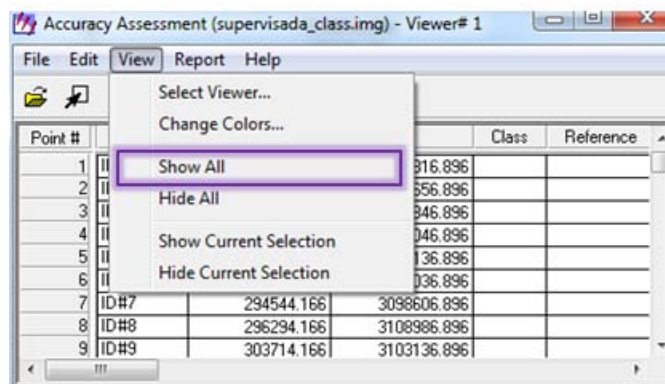 Accuracy Assessment (supervisada_class.img) - Viewer# 1
File Edit View Report Help
Select Viewer...
Change Colors...
Show All
Hide All
Show Current Selection
Hide Current Selection
Point # Class Reference
1 816.896
2 656.896
3 846.896
4 046.896
5 136.896
6 036.896
7 ID#7 294544.166 3098606.896
8 ID#8 296294.166 3108986.896
9 ID#9 303714.166 3103136.896